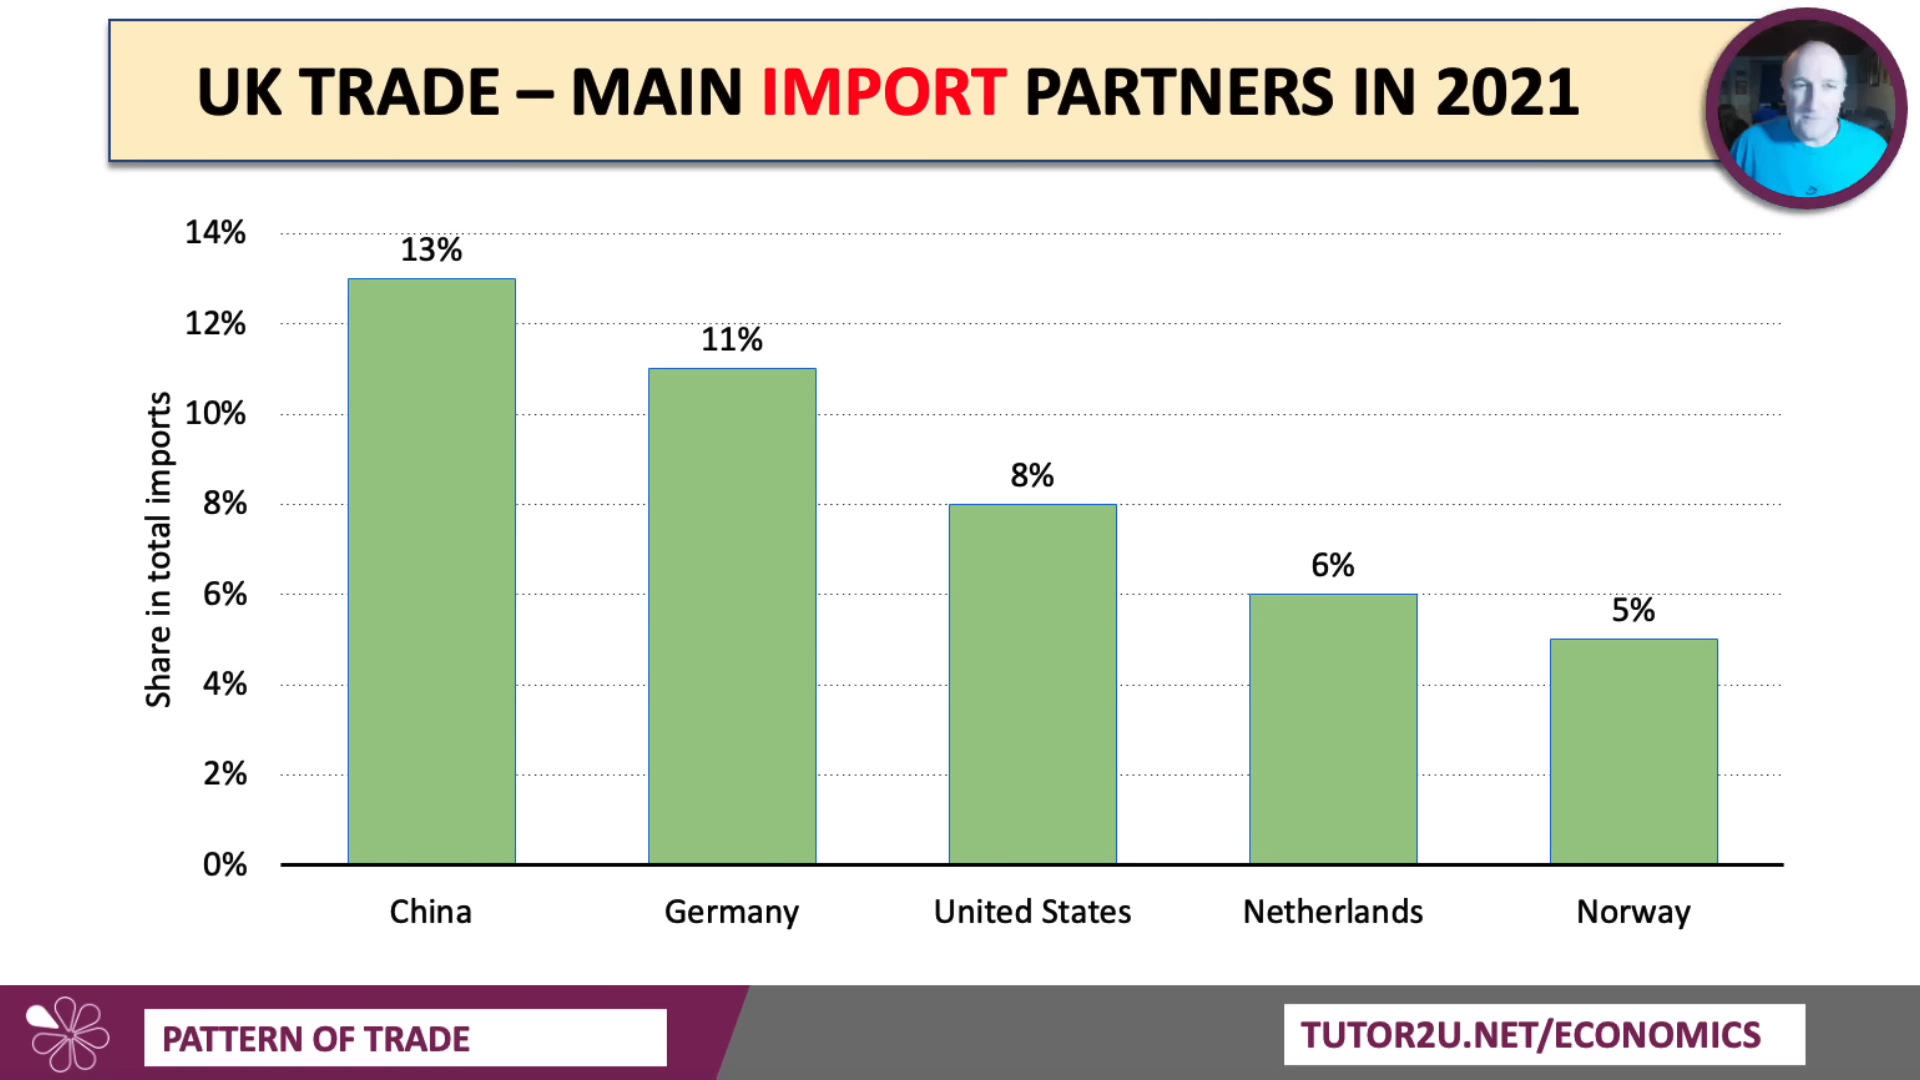 UK TRADE – MAIN IMPORT PARTNERS IN 2021
14%
12%
10%
8%
6%
4%
2%
0%
Share in total imports
13%
11%
8%
6%
5%
China
Germany
United States
Netherlands
Norway
PATTERN OF TRADE
TUTOR2U.NET/ECONOMICS